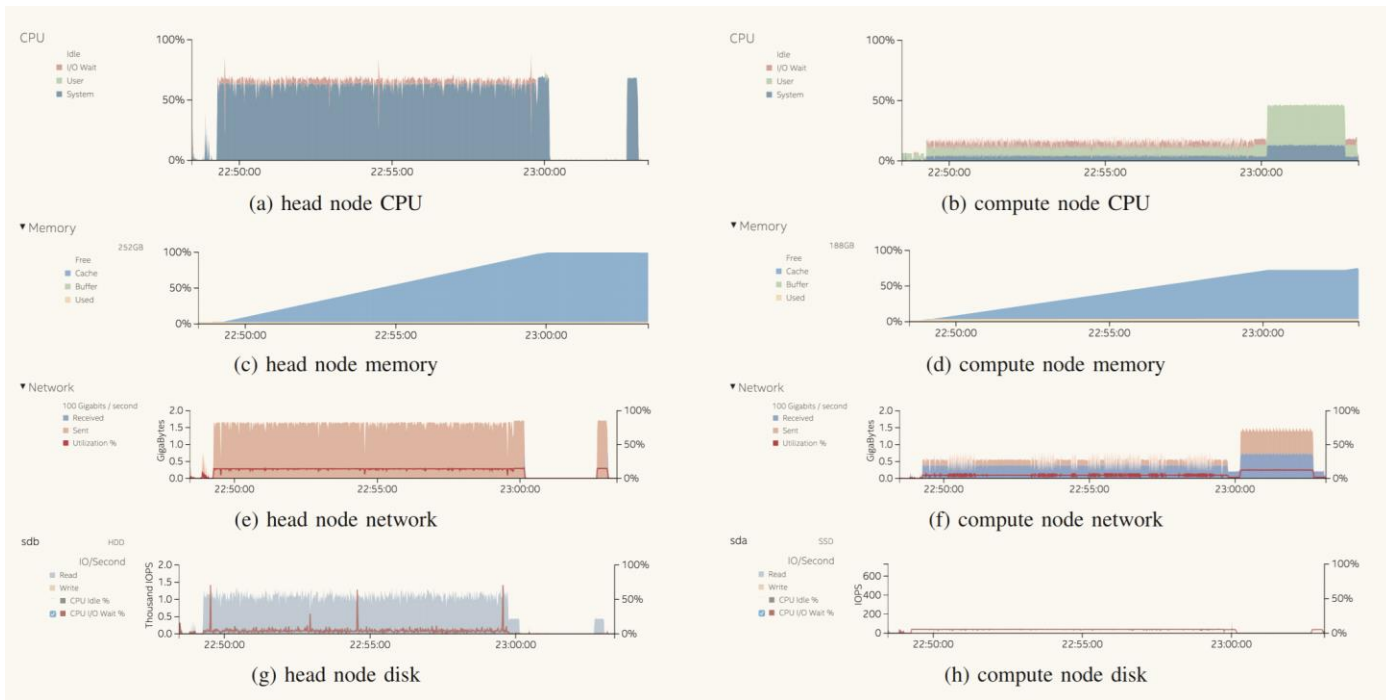 CPU
Idle
I/O Wait
User
System
100%
50%
0%
22:50:00 22:55:00 23:00:00
(a) head node CPU
CPU
Idle
I/O Wait
User
System
100%
50%
0%
22:50:00 22:55:00 23:00:00
(b) compute node CPU
▼ Memory
252GB
Free
Cache
Buffer
Used
100%
50%
0%
22:50:00 22:55:00 23:00:00
(c) head node memory
▼ Memory
188GB
Free
Cache
Buffer
Used
100%
50%
0%
22:50:00 22:55:00 23:00:00
(d) compute node memory
▼ Network
100 Gigabits / second
Received
Sent
Utilization %
GigaBytes
2.0
1.5
1.0
0.5
0.0
100%
50%
0%
22:50:00 22:55:00 23:00:00
(e) head node network
▼ Network
100 Gigabits / second
Received
Sent
Utilization %
GigaBytes
2.0
1.5
1.0
0.5
0.0
100%
50%
0%
22:50:00 22:55:00 23:00:00
(f) compute node network
sdb HDD
IO/Second
Read
Write
CPU Idle %
CPU I/O Wait %
Thousand IOPS
2.0
1.5
1.0
0.5
0.0
100%
50%
0%
22:50:00 22:55:00 23:00:00
(g) head node disk
sda SSD
IO/Second
Read
Write
CPU Idle %
CPU I/O Wait %
IOPS
600
400
200
0
100%
50%
0%
22:50:00 22:55:00 23:00:00
(h) compute node disk